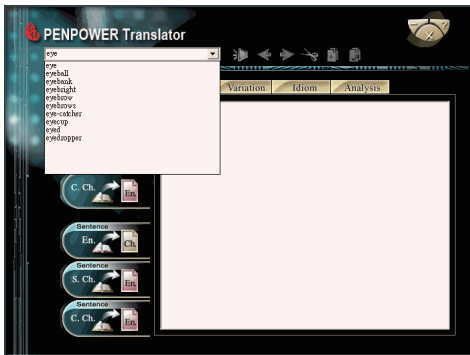 PENPOWER Translator
eye
eye
eyeball
eyebank
eyebright
eyebrow
eyebrows
eye-catcher
eyecup
eyed
eyedropper
Variation
Idiom
Analysis
C. Ch.
En.
Sentence
En.
Ch.
Sentence
S. Ch.
En.
Sentence
C. Ch.
En.